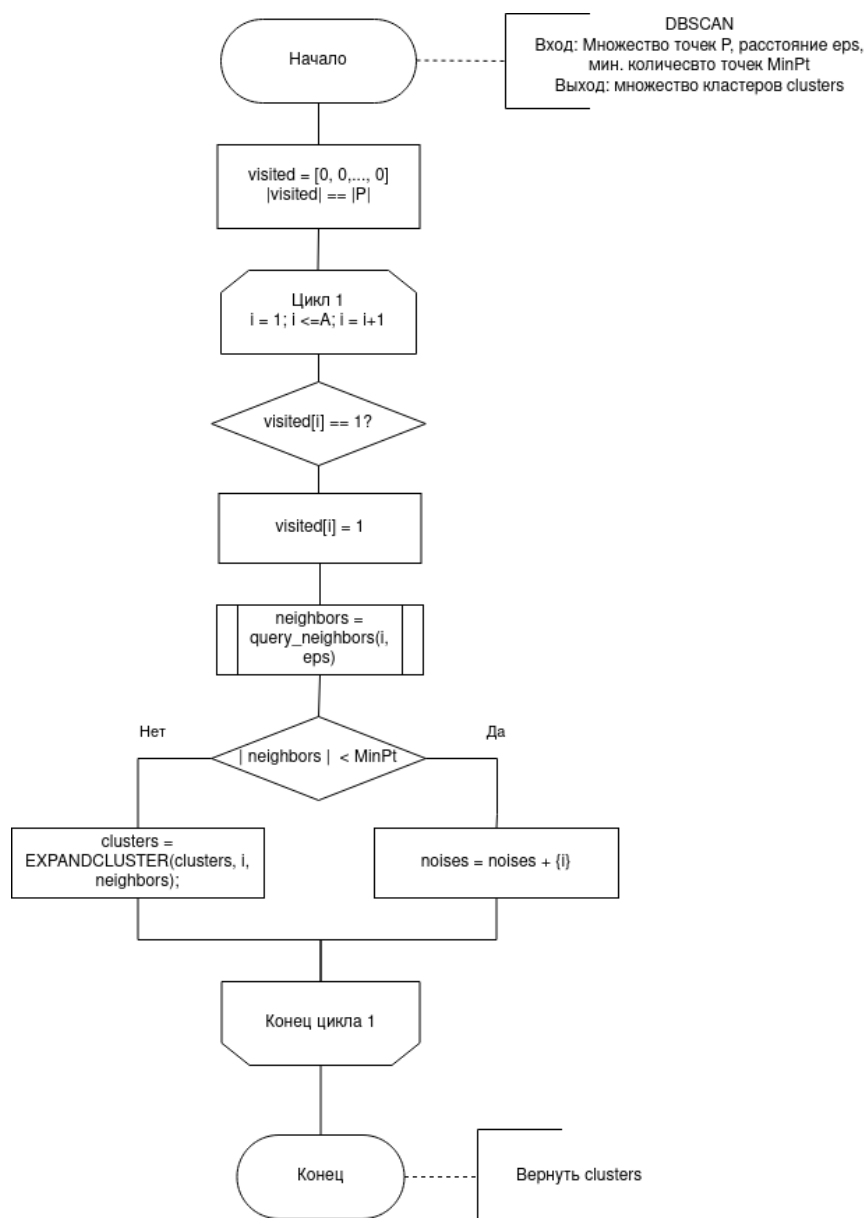 Начало
DBSCAN
Вход: Множество точек P, расстояние eps,
мин. количесвто точек MinPt
Выход: множество кластеров clusters
visited = [0, 0,..., 0]
|visited| == |P|
Цикл 1
i = 1; i <=A; i = i+1
visited[i] == 1?
visited[i] = 1
neighbors =
query_neighbors(i,
eps)
Нет
Да
| neighbors | < MinPt
clusters =
EXPANDCLUSTER(clusters, i,
neighbors);
noises = noises + {i}
Конец цикла 1
Конец
Вернуть clusters